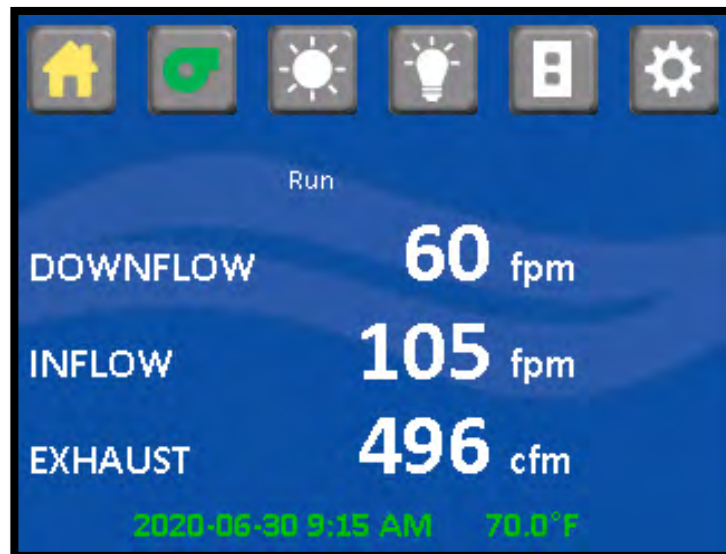 Run
DOWNFLOW 60 fpm
INFLOW 105 fpm
EXHAUST 496 cfm
2020-06-30 9:15 AM 70.0°F